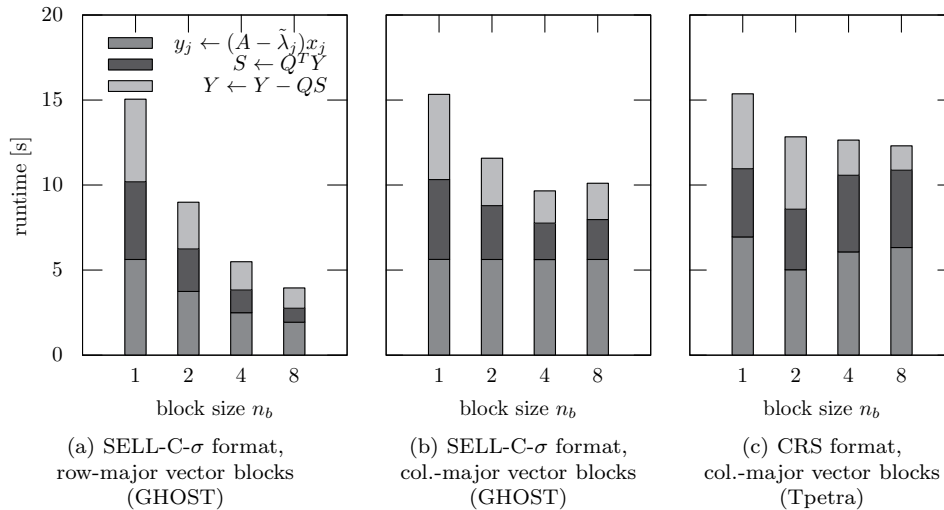 20
15
10
5
0
runtime [s]
y_j ← (A − λ̃_j)x_j
S ← Q^T Y
Y ← Y − QS
1 2 4 8
block size n_b
(a) SELL-C-σ format,
row-major vector blocks
(GHOST)
1 2 4 8
block size n_b
(b) SELL-C-σ format,
col.-major vector blocks
(GHOST)
1 2 4 8
block size n_b
(c) CRS format,
col.-major vector blocks
(Tpetra)